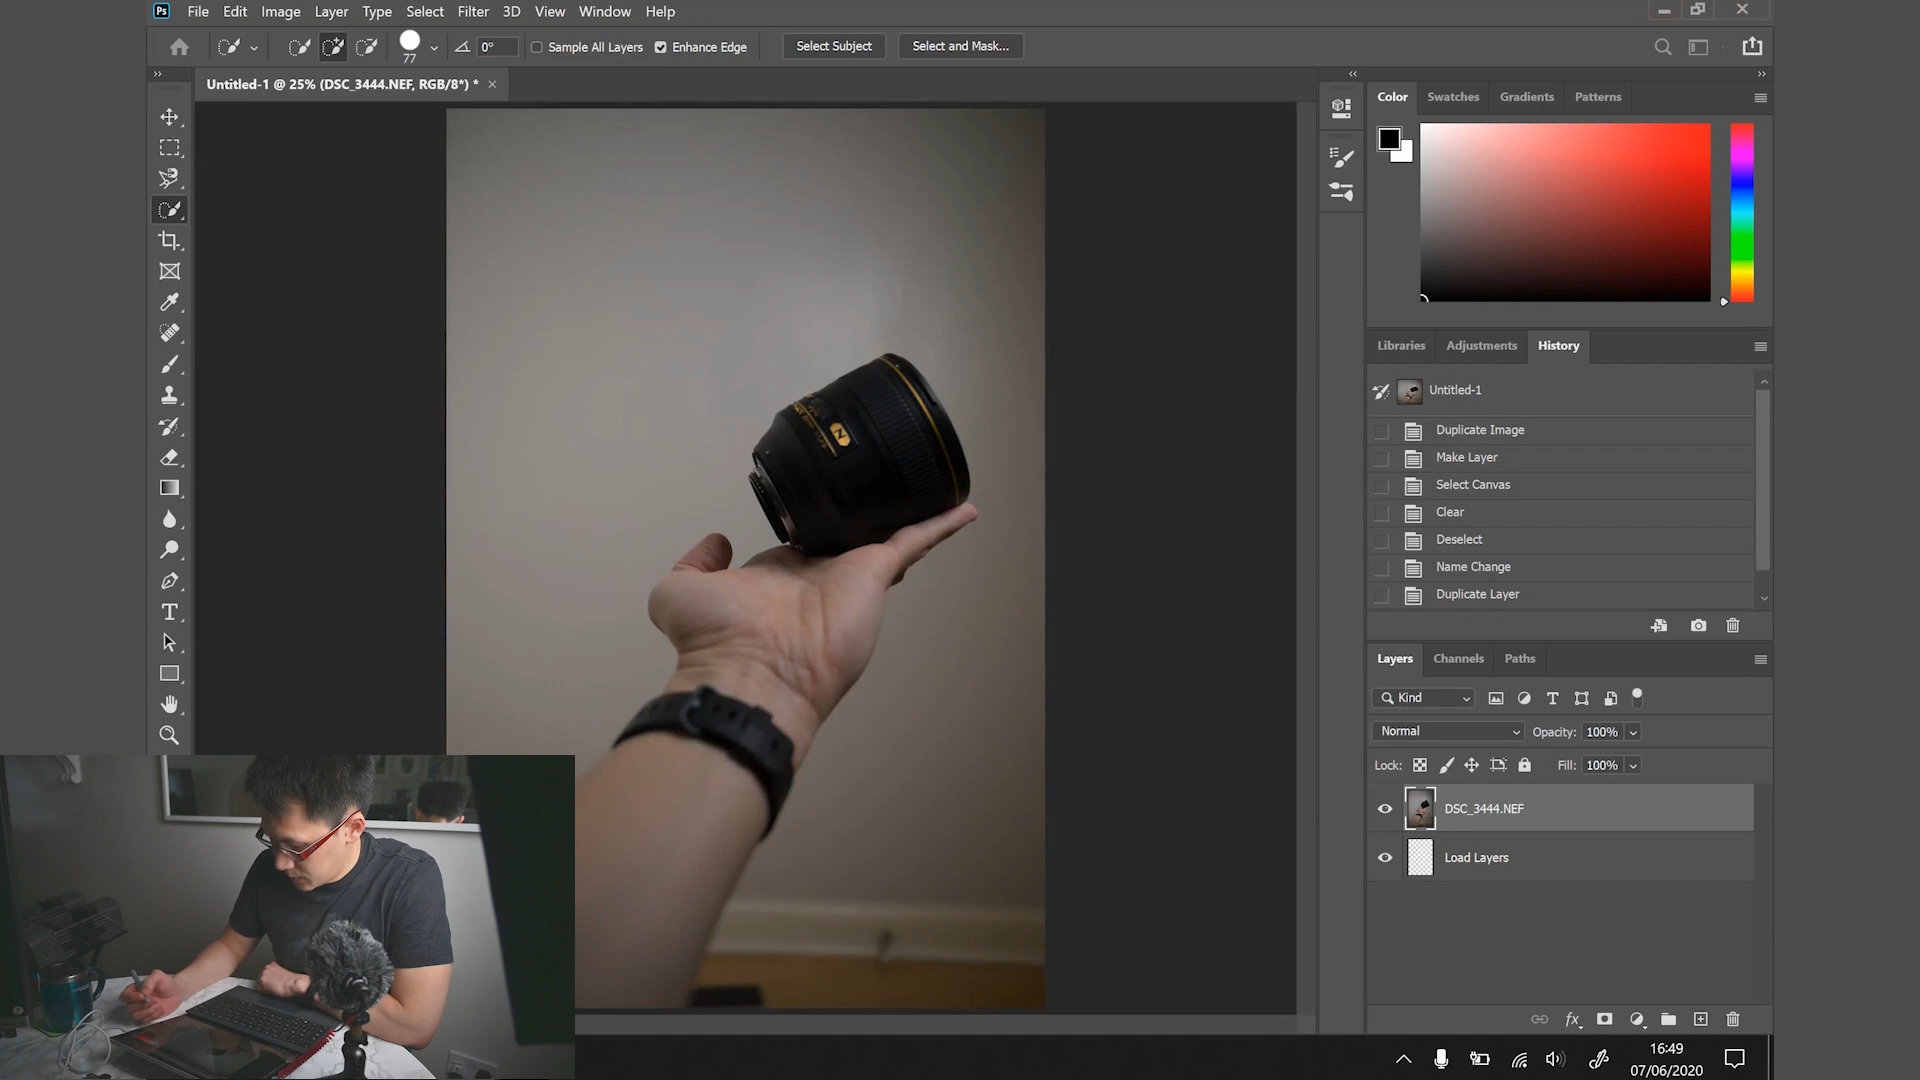 Ps File Edit Image Layer Type Select Filter 3D View Window Help
77 0° Sample All Layers Enhance Edge Select Subject Select and Mask...
Untitled-1 @ 25% (DSC_3444.NEF, RGB/8*) *
Color Swatches Gradients Patterns
Libraries Adjustments History
Untitled-1
Duplicate Image
Make Layer
Select Canvas
Clear
Deselect
Name Change
Duplicate Layer
Layers Channels Paths
Kind
Normal Opacity: 100%
Lock: Fill: 100%
DSC_3444.NEF
Load Layers
fx
N
16:49
07/06/2020